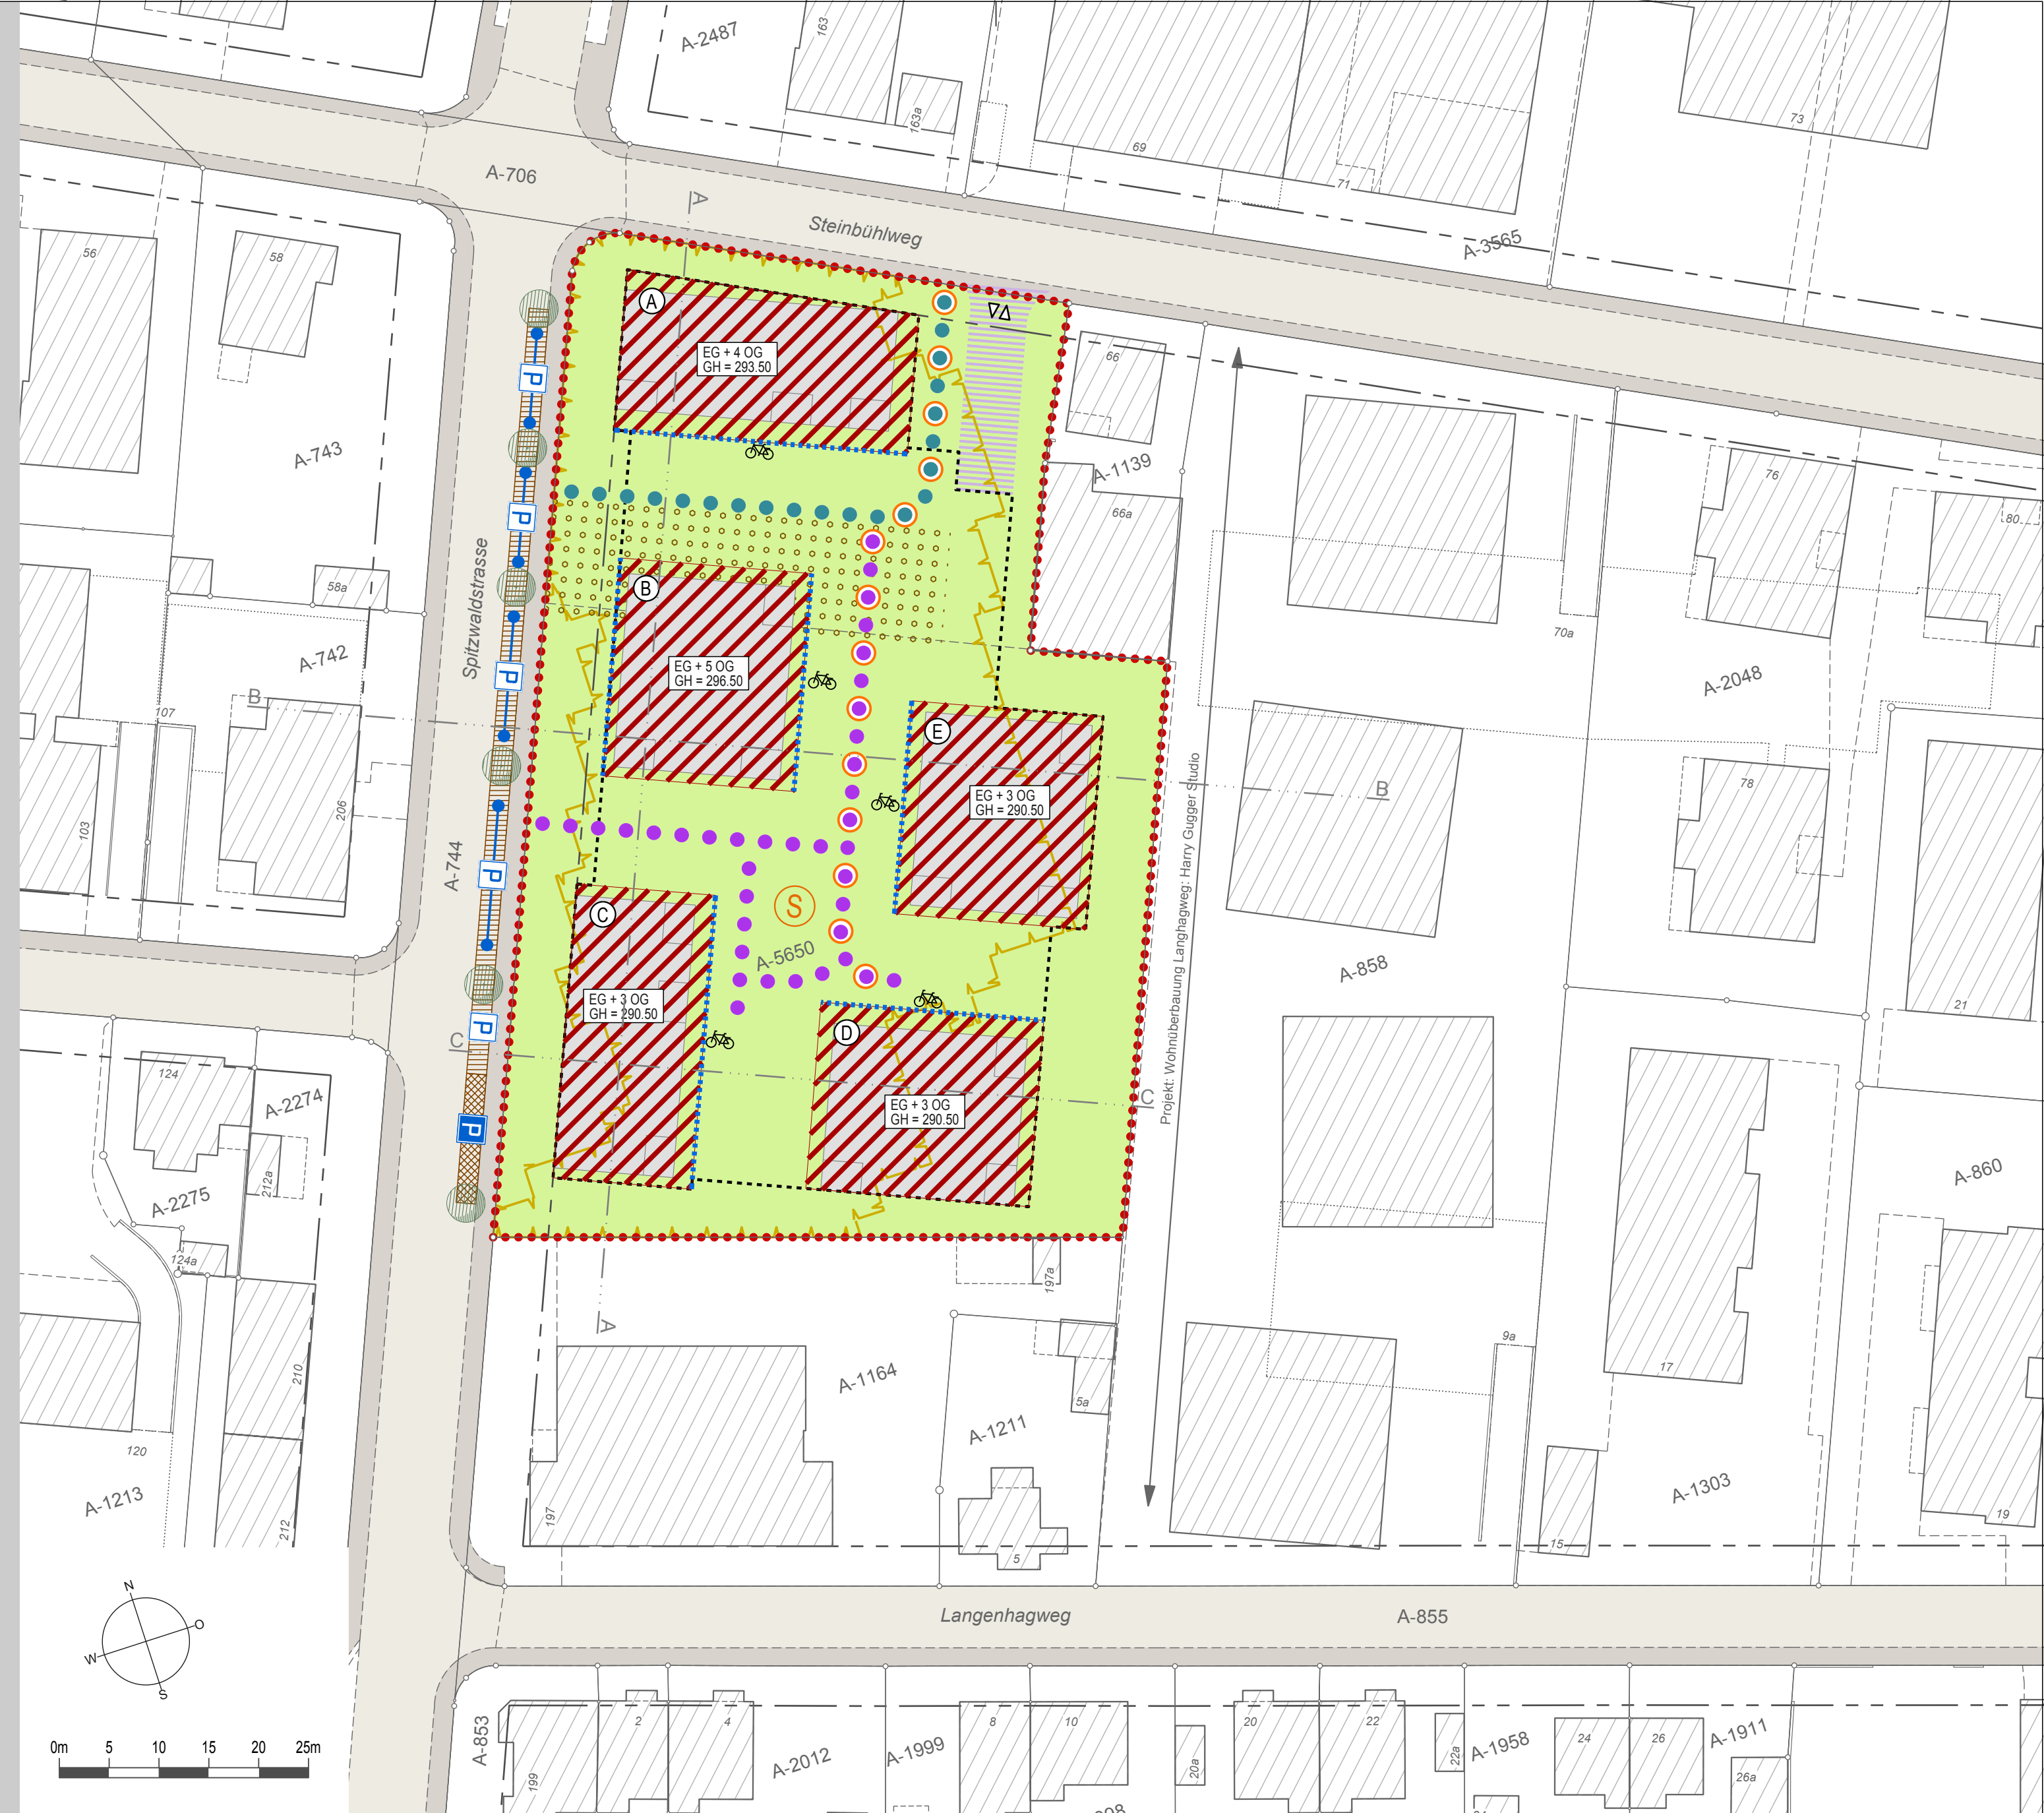 A-2487
163
163a
69
71
73
A-706
Steinbühlweg
A-3565
A
56
58
A
EG + 4 OG
GH = 293.50
66
A-743
A-1139
66a
76
80
58a
Spitzwaldstrasse
P
P
B
70a
A-742
EG + 5 OG
GH = 296.50
A-2048
P
B
107
E
EG + 3 OG
GH = 290.50
B
78
206
103
A-744
P
C
S
A-5650
Projekt: Wohnüberbauung Langhagweg: Harry Gugger Studio
A-858
EG + 3 OG
GH = 290.50
21
P
C
D
124
A-2274
EG + 3 OG
GH = 290.50
C
P
A-860
212a
A-2275
124a
197a
A
9a
17
210
A-1164
5a
A-1211
120
A-1213
A-1303
212
197
5
15
19
N
O
W
S
Langenhagweg
A-855
A-853
2
4
8
10
20
22
24
26
A-2012
A-1999
A-1958
A-1911
199
20a
22a
26a
0m
5
10
15
20
25m